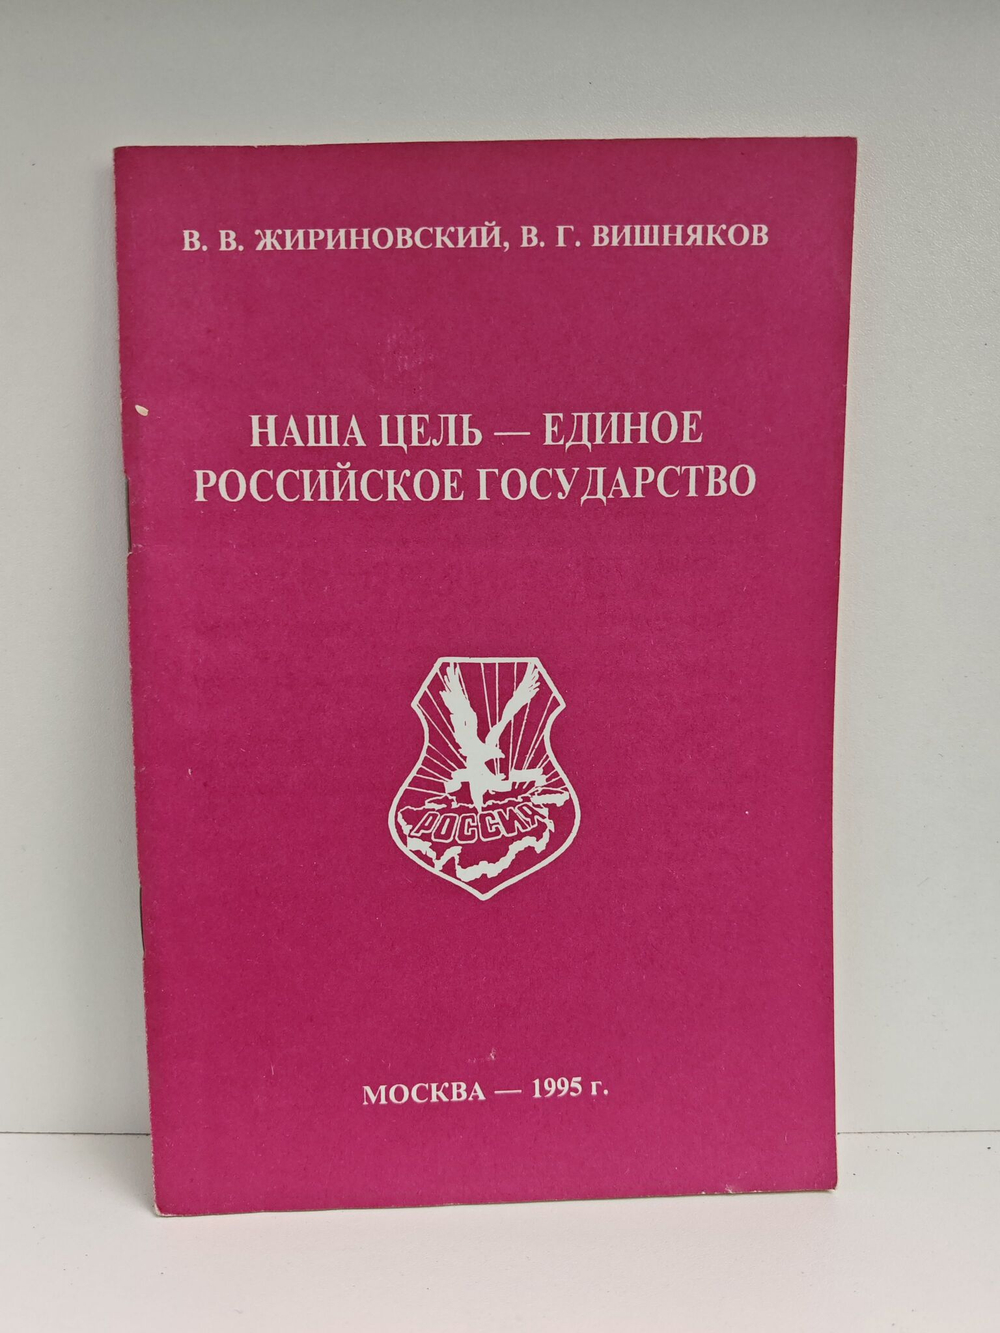 В. В. ЖИРИНОВСКИЙ, В. Г. ВИШНЯКОВ
НАША ЦЕЛЬ — ЕДИНОЕ
РОССИЙСКОЕ ГОСУДАРСТВО
РОССИЯ
МОСКВА — 1995 г.